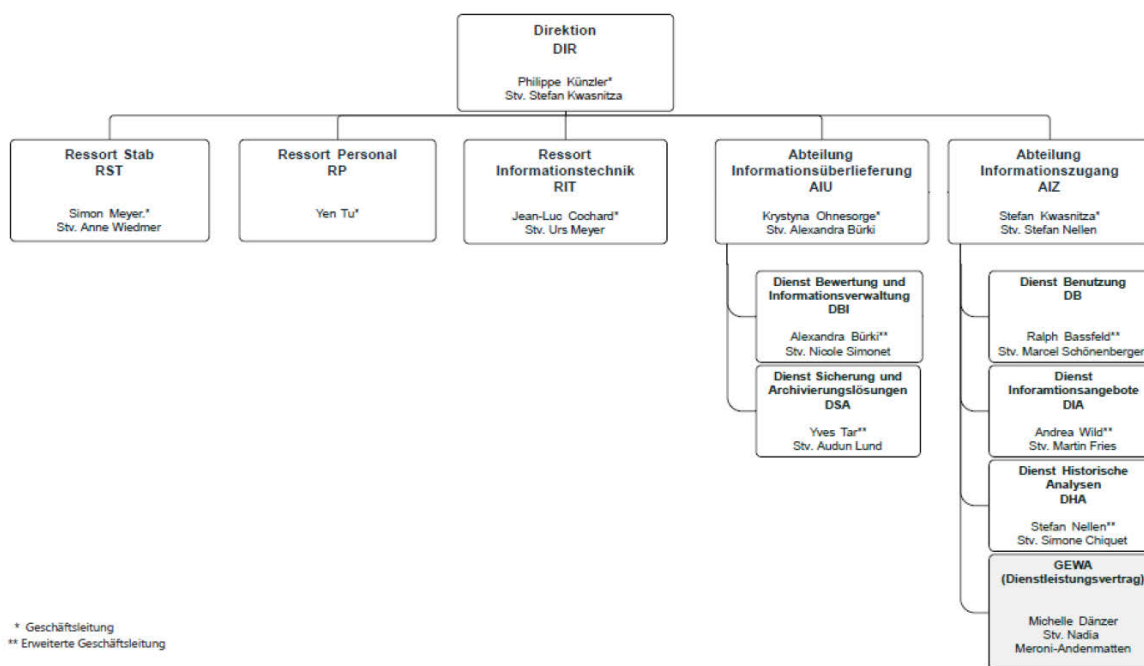 Direktion
DIR
Philippe Künzler*
Stv. Stefan Kwasnitza
Ressort Stab
RST
Simon Meyer.*
Stv. Anne Wiedmer
Ressort Personal
RP
Yen Tu*
Ressort
Informationstechnik
RIT
Jean-Luc Cochard*
Stv. Urs Meyer
Abteilung
Informationsüberlieferung
AIU
Krystyna Ohnesorge*
Stv. Alexandra Bürki
Abteilung
Informationszugang
AIZ
Stefan Kwasnitza*
Stv. Stefan Nellen
Dienst Bewertung und
Informationsverwaltung
DBI
Alexandra Bürki**
Stv. Nicole Simonet
Dienst Sicherung und
Archivierungslösungen
DSA
Yves Tar**
Stv. Audun Lund
Dienst Benutzung
DB
Ralph Bassfeld**
Stv. Marcel Schönenberger
Dienst
Inforamtionsangebote
DIA
Andrea Wild**
Stv. Martin Fries
Dienst Historische
Analysen
DHA
Stefan Nellen**
Stv. Simone Chiquet
GEWA
(Dienstleistungsvertrag)
Michelle Dänzer
Stv. Nadia
Meroni-Andenmatten
* Geschäftsleitung
** Erweiterte Geschäftsleitung